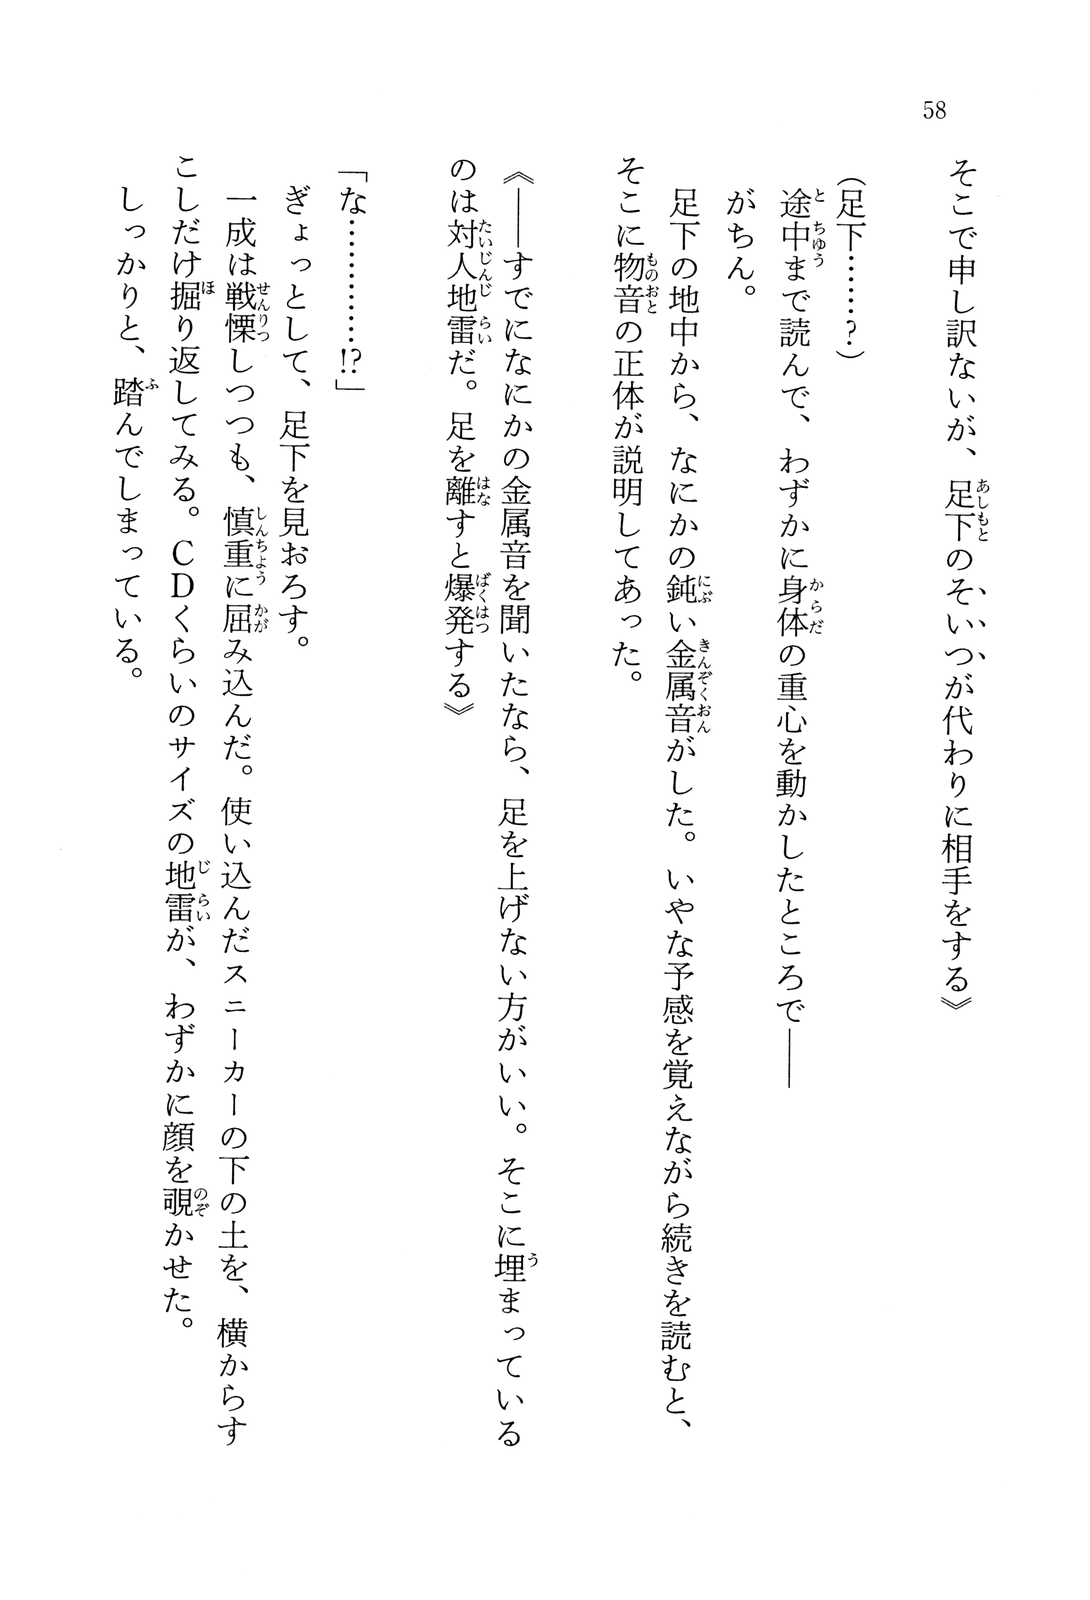 58
そこで申し訳ないが、足下のそいつが代わりに相手をする》
(足下……？)
途中まで読んで、わずかに身体の重心を動かしたところで――
がちん。
足下の地中から、なにかの鈍い金属音がした。いやな予感を覚えながら続きを読むと、
そこに物音の正体が説明してあった。
《――すでになにかの金属音を聞いたなら、足を上げない方がいい。そこに埋まっている
のは対人地雷だ。足を離すと爆発する》
「な…………!?」
ぎょっとして、足下を見おろす。
一成は戦慄しつつも、慎重に屈み込んだ。使い込んだスニーカーの下の土を、横からす
こしだけ掘り返してみる。ＣＤくらいのサイズの地雷が、わずかに顔を覗かせた。
しっかりと、踏んでしまっている。